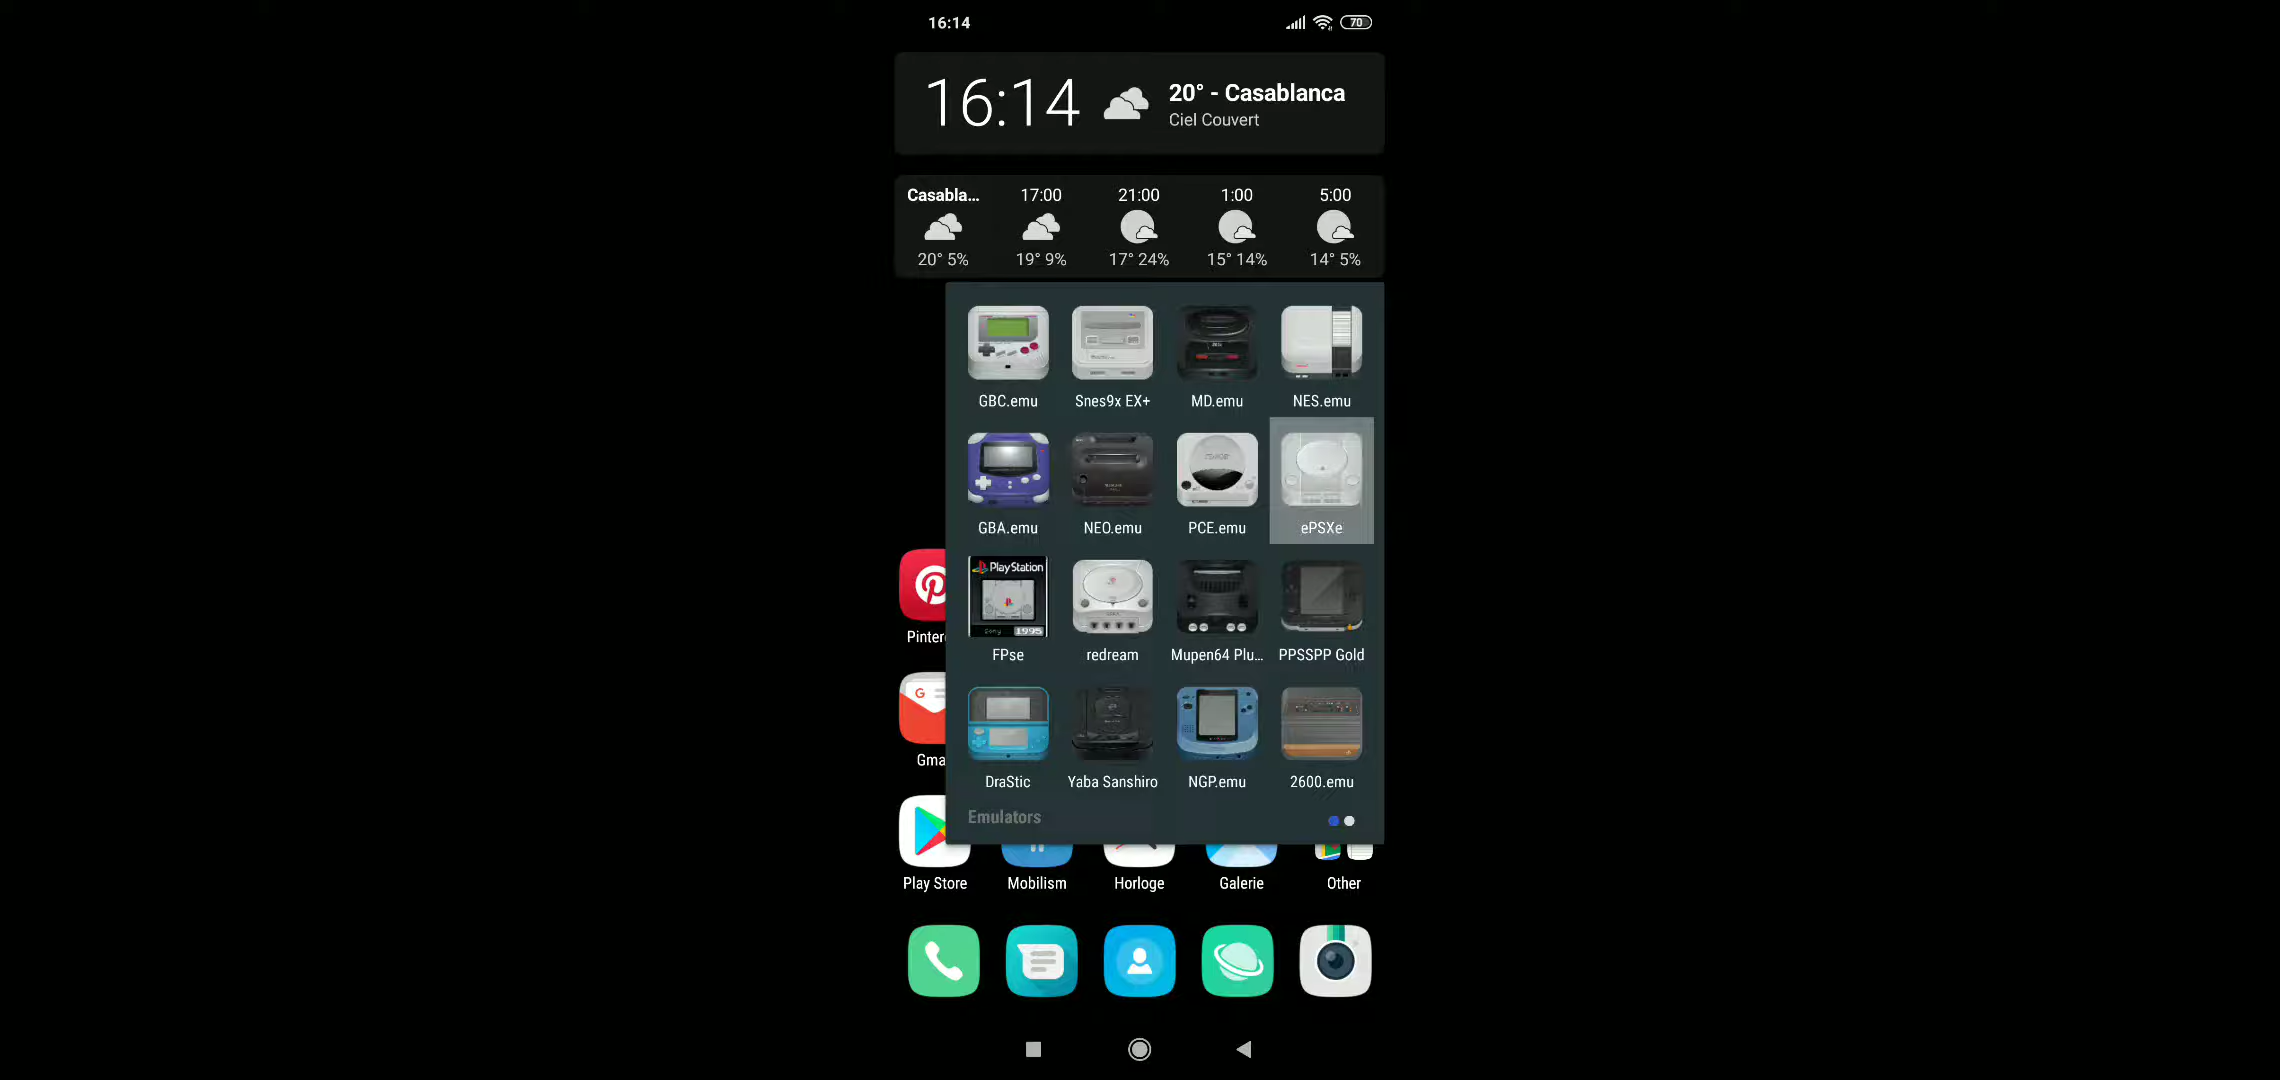 16:14
70
16:14
20° - Casablanca
Ciel Couvert
Casabla... 17:00 21:00 1:00 5:00
20° 5% 19° 9% 17° 24% 15° 14% 14° 5%
GBC.emu Snes9x EX+ MD.emu NES.emu
GBA.emu NEO.emu PCE.emu ePSXe
PlayStation
Sony 1995
FPse redream Mupen64 Plu... PPSSPP Gold
DraStic Yaba Sanshiro NGP.emu 2600.emu
Emulators
Pinter
G
Gma
Play Store Mobilism Horloge Galerie Other